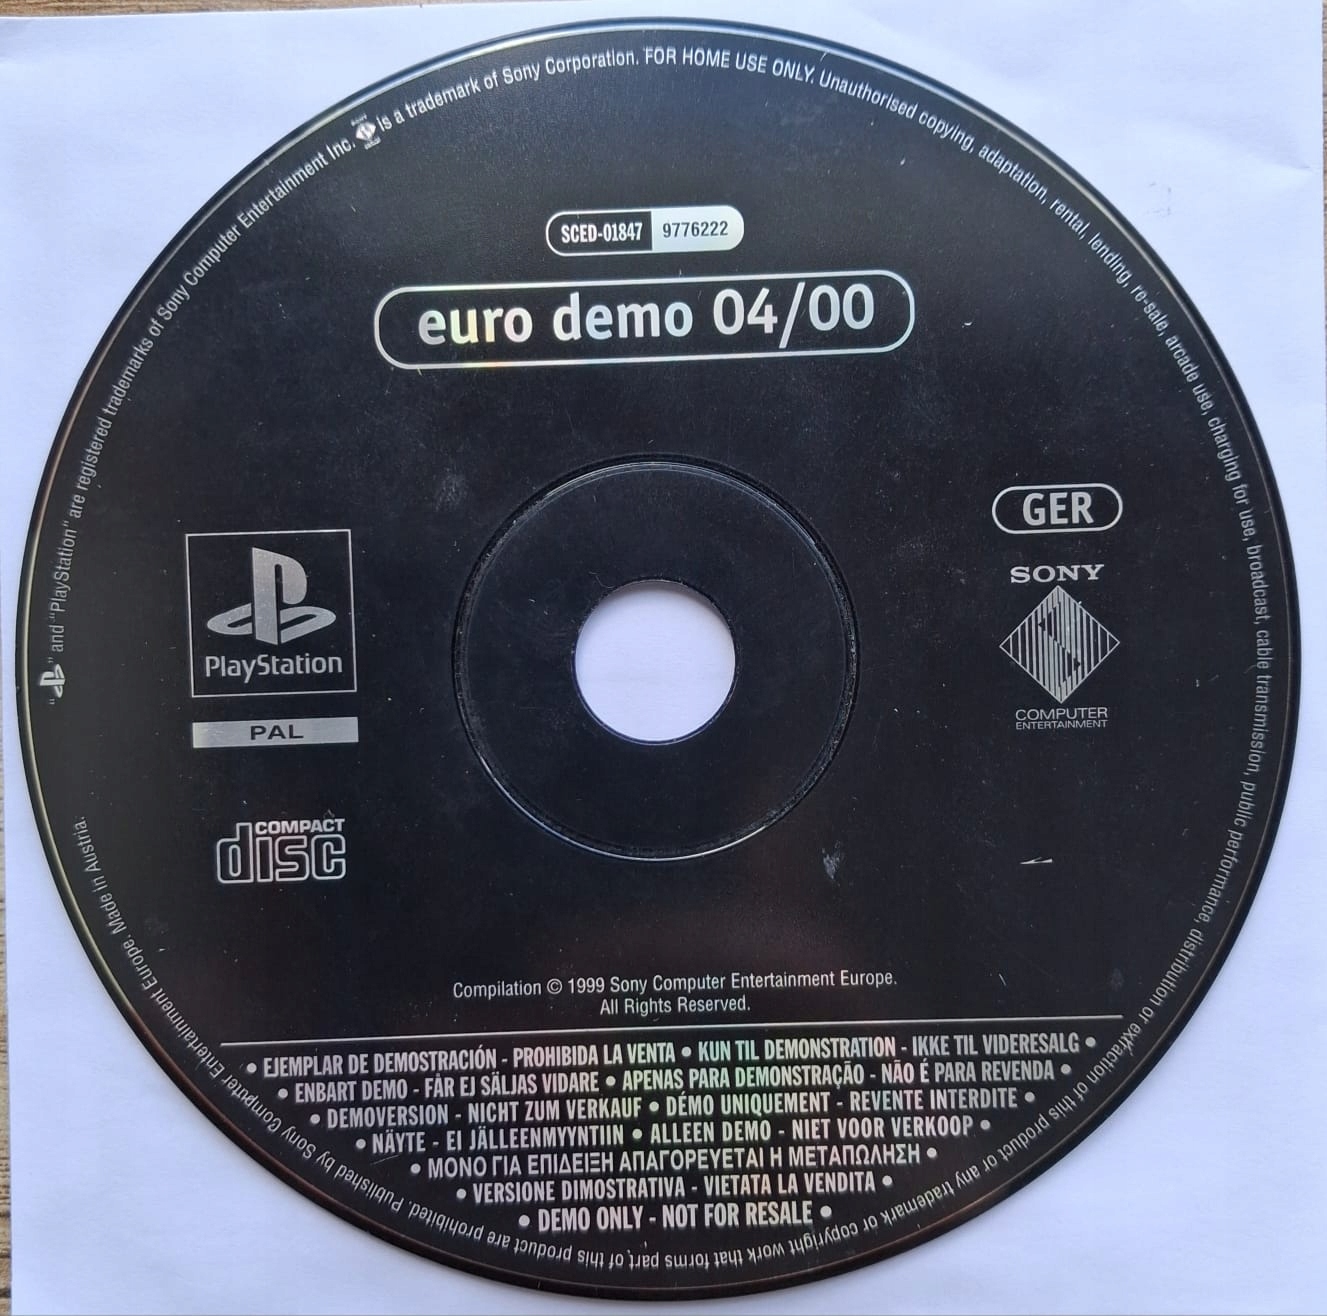 "PS" and "PlayStation" are registered trademarks of Sony Computer Entertainment Inc. is a trademark of Sony Corporation. FOR HOME USE ONLY. Unauthorised copying, adaptation, rental, lending, re-sale, arcade use, charging for use, broadcast, cable transmission, public performance, distribution or extraction of this product or any trademark or copyright work that forms part of this product are prohibited. Published by Sony Computer Entertainment Europe. Made in Austria.
SCED-01847 9776222
euro demo 04/00
GER
SONY
COMPUTER
ENTERTAINMENT
PlayStation
PAL
COMPACT
disc
Compilation © 1999 Sony Computer Entertainment Europe.
All Rights Reserved.
• EJEMPLAR DE DEMOSTRACIÓN - PROHIBIDA LA VENTA • KUN TIL DEMONSTRATION - IKKE TIL VIDERESALG •
• ENBART DEMO - FÅR EJ SÄLJAS VIDARE • APENAS PARA DEMONSTRAÇÃO - NÃO É PARA REVENDA •
• DEMOVERSION - NICHT ZUM VERKAUF • DÉMO UNIQUEMENT - REVENTE INTERDITE •
• NÄYTE - EI JÄLLEENMYYNTIIN • ALLEEN DEMO - NIET VOOR VERKOOP •
• ΜΟΝΟ ΓΙΑ ΕΠΙΔΕΙΞΗ ΑΠΑΓΟΡΕΥΕΤΑΙ Η ΜΕΤΑΠΩΛΗΣΗ •
• VERSIONE DIMOSTRATIVA - VIETATA LA VENDITA •
• DEMO ONLY - NOT FOR RESALE •